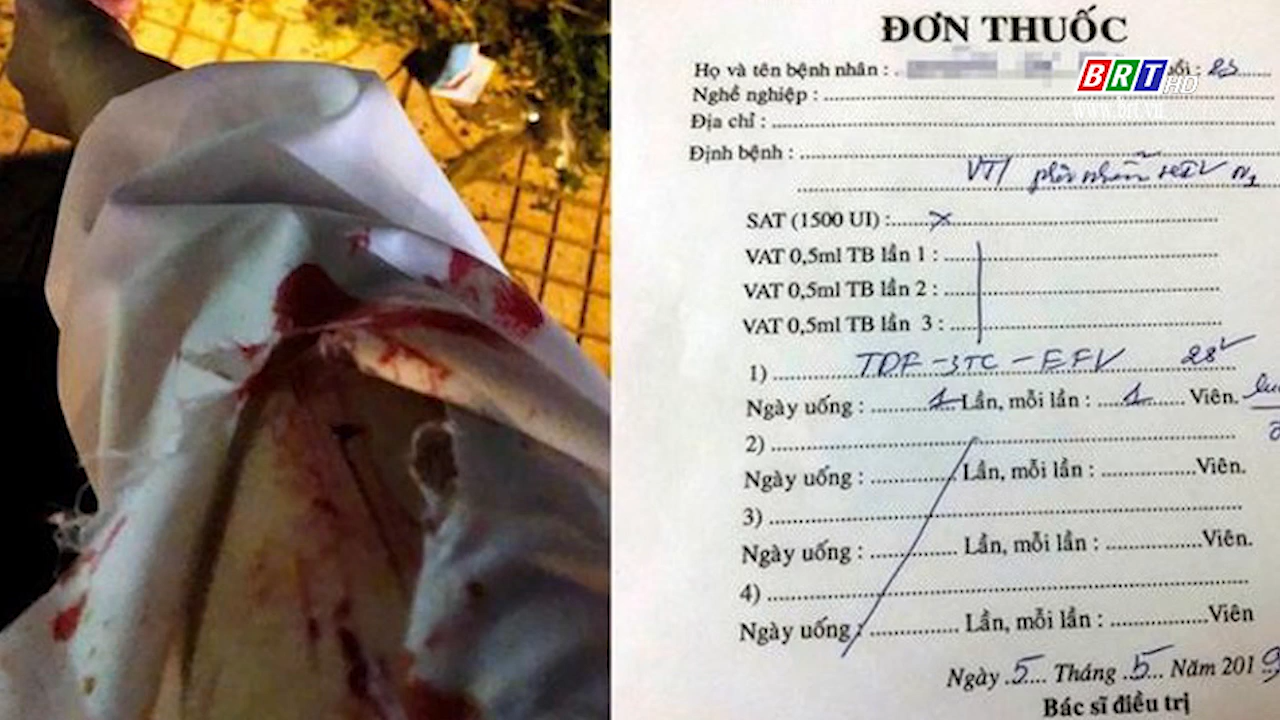 ĐƠN THUỐC
BRT HD
Họ và tên bệnh nhân : 23
Nghề nghiệp :
Địa chỉ :
Định bệnh :
VT/ phơi nhiễm HIV N1
SAT (1500 UI) : x
VAT 0,5ml TB lần 1 :
VAT 0,5ml TB lần 2 :
VAT 0,5ml TB lần 3 :
1) TDF-3TC-EFV 28v
Ngày uống : 1 Lần, mỗi lần : 1 Viên.
2)
Ngày uống : Lần, mỗi lần : Viên.
3)
Ngày uống : Lần, mỗi lần : Viên.
4)
Ngày uống : Lần, mỗi lần : Viên
Ngày 5 Tháng 5 Năm 2019
Bác sĩ điều trị